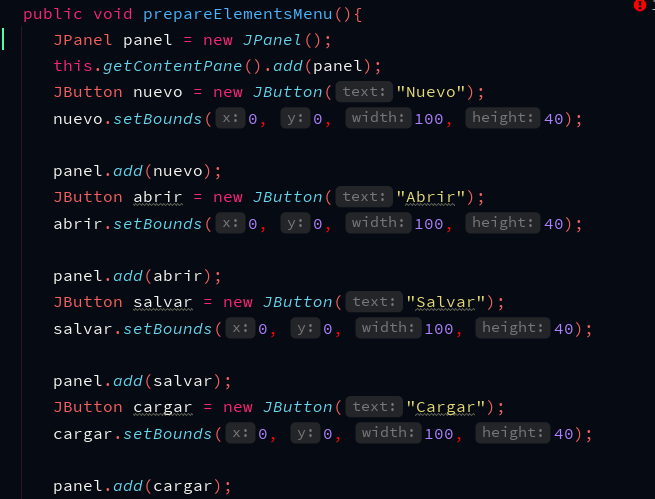 public void prepareElementsMenu(){
JPanel panel = new JPanel();
this.getContentPane().add(panel);
JButton nuevo = new JButton( text: "Nuevo");
nuevo.setBounds( x: 0, y: 0, width: 100, height: 40);
panel.add(nuevo);
JButton abrir = new JButton( text: "Abrir");
abrir.setBounds( x: 0, y: 0, width: 100, height: 40);
panel.add(abrir);
JButton salvar = new JButton( text: "Salvar");
salvar.setBounds( x: 0, y: 0, width: 100, height: 40);
panel.add(salvar);
JButton cargar = new JButton( text: "Cargar");
cargar.setBounds( x: 0, y: 0, width: 100, height: 40);
panel.add(cargar);